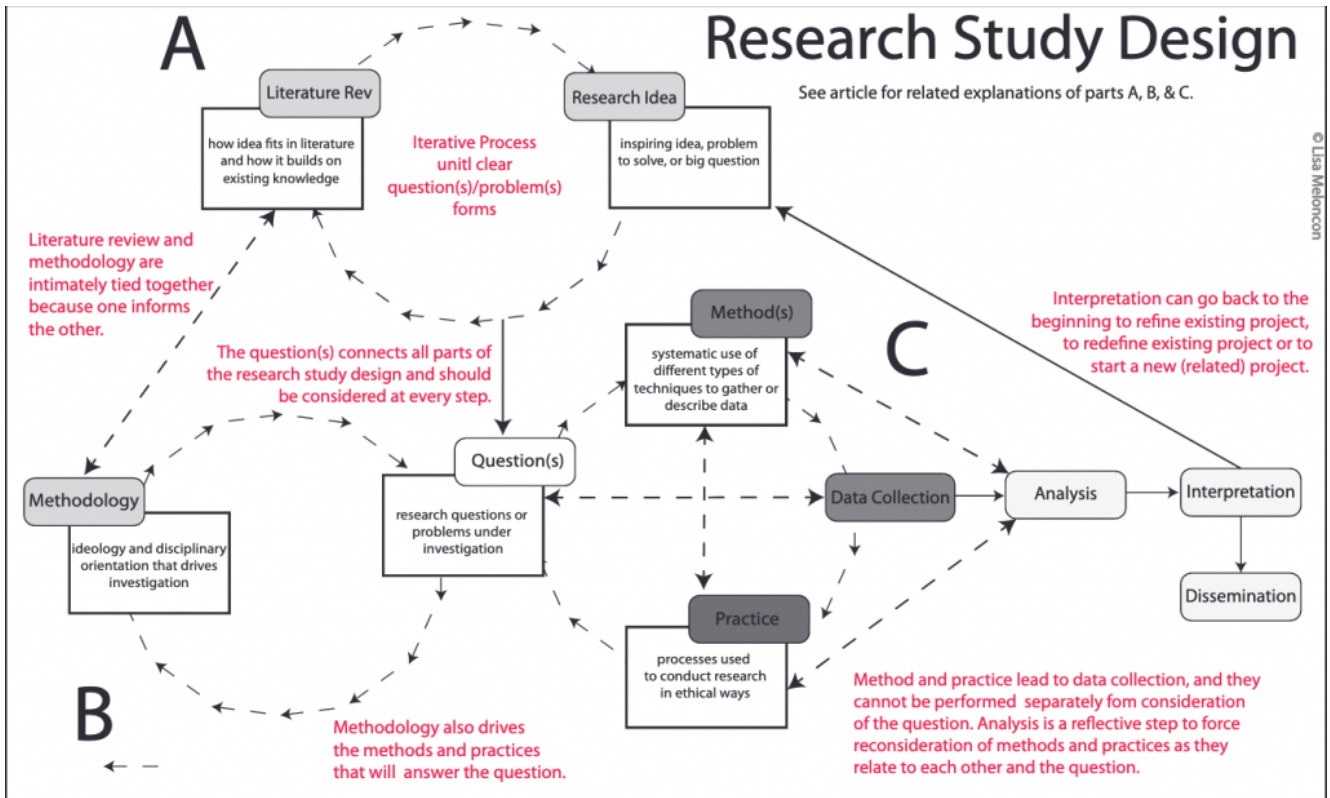 A
Research Study Design
See article for related explanations of parts A, B, & C.
Literature Rev
how idea fits in literature
and how it builds on
existing knowledge
Research Idea
inspiring idea, problem
to solve, or big question
Iterative Process
unitl clear
question(s)/problem(s)
forms
© Lisa Meloncon
Literature review and
methodology are
intimately tied together
because one informs
the other.
The question(s) connects all parts of
the research study design and should
be considered at every step.
Method(s)
systematic use of
different types of
techniques to gather or
describe data
C
Interpretation can go back to the
beginning to refine existing project,
to redefine existing project or to
start a new (related) project.
Methodology
ideology and disciplinary
orientation that drives
investigation
Question(s)
research questions or
problems under
investigation
Data Collection
Analysis
Interpretation
Dissemination
Practice
processes used
to conduct research
in ethical ways
B
Methodology also drives
the methods and practices
that will answer the question.
Method and practice lead to data collection, and they
cannot be performed separately fom consideration
of the question. Analysis is a reflective step to force
reconsideration of methods and practices as they
relate to each other and the question.